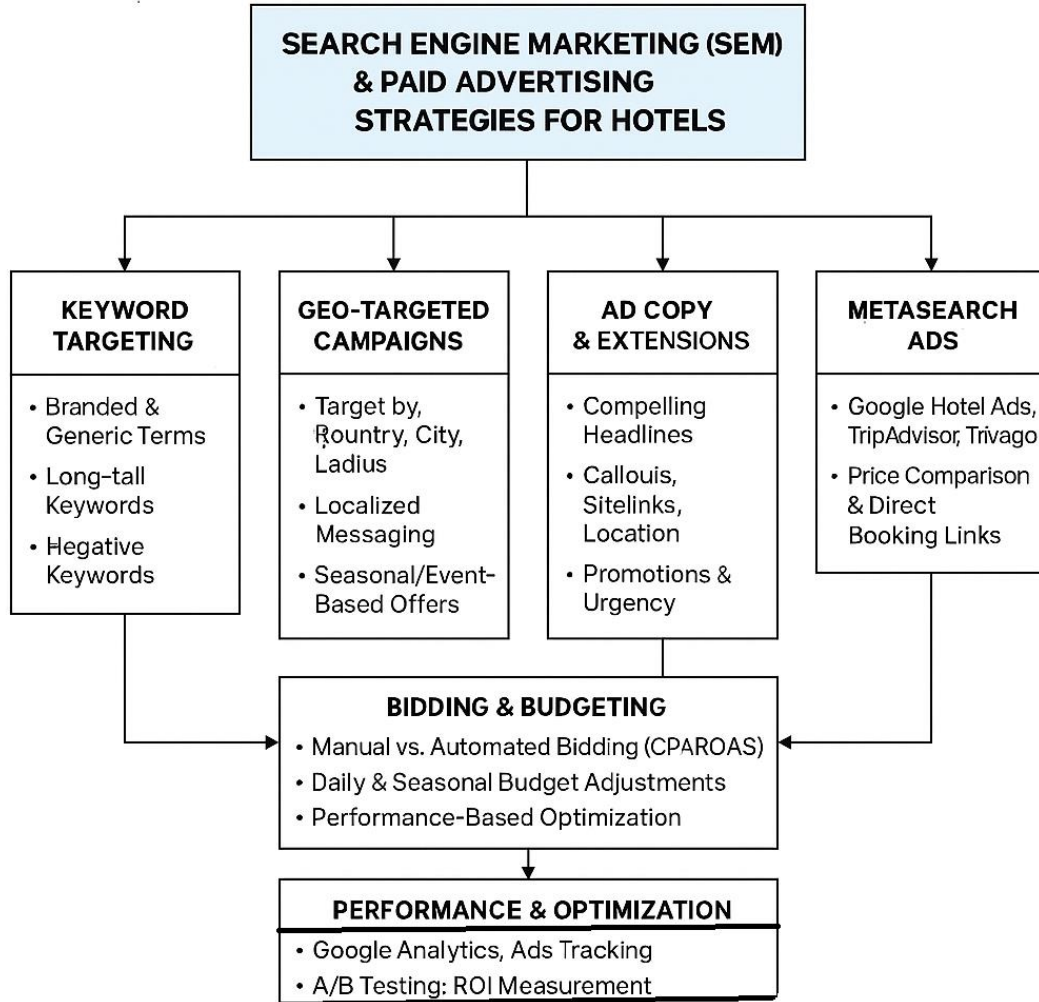 SEARCH ENGINE MARKETING (SEM)
& PAID ADVERTISING
STRATEGIES FOR HOTELS
KEYWORD
TARGETING
• Branded &
Generic Terms
• Long-tall
Keywords
• Hegative
Keywords
GEO-TARGETED
CAMPAIGNS
• Target by,
Rountry, City,
Ladius
• Localized
Messaging
• Seasonal/Event-
Based Offers
AD COPY
& EXTENSIONS
• Compelling
Headlines
• Callouis,
Sitelinks,
Location
• Promotions &
Urgency
METASEARCH
ADS
• Google Hotel Ads,
TripAdvisor, Trivago
• Price Comparison
& Direct
Booking Links
BIDDING & BUDGETING
• Manual vs. Automated Bidding (CPAROAS)
• Daily & Seasonal Budget Adjustments
• Performance-Based Optimization
PERFORMANCE & OPTIMIZATION
• Google Analytics, Ads Tracking
• A/B Testing: ROI Measurement